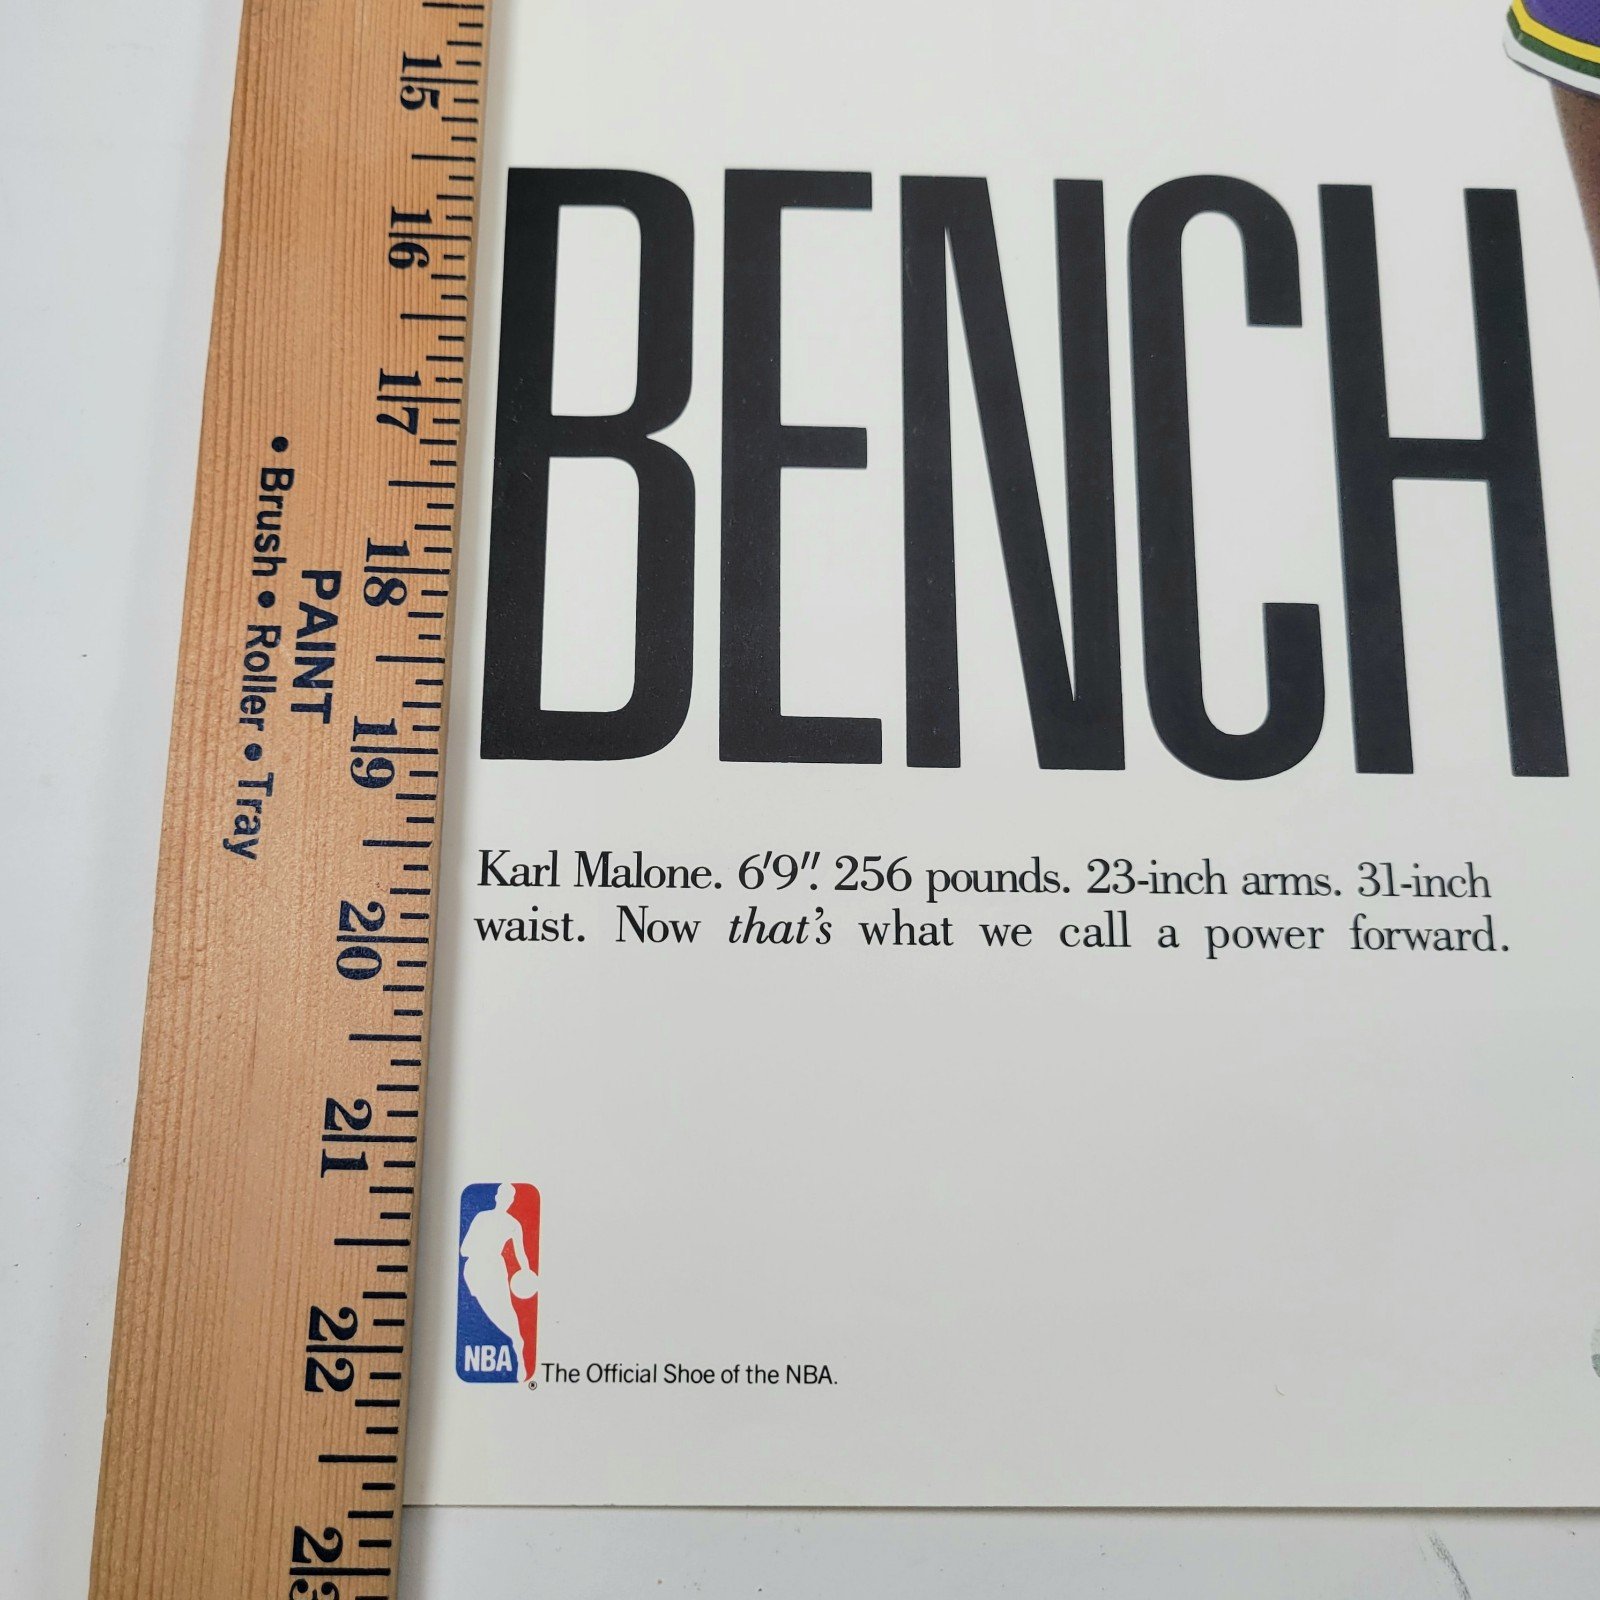 15
16
17
18
19
20
21
22
23
PAINT
• Brush • Roller • Tray
BENCH
Karl Malone. 6'9". 256 pounds. 23-inch arms. 31-inch
waist. Now that's what we call a power forward.
NBA
®
The Official Shoe of the NBA.